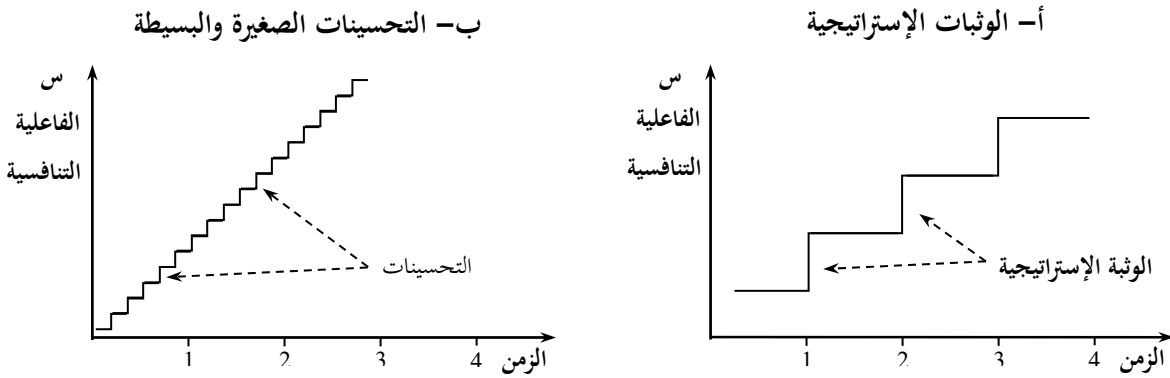 أ– الوثبات الإستراتيجية
س
الفاعلية
التنافسية
الوثبة الإستراتيجية
1 2 3 4 الزمن
ب– التحسينات الصغيرة والبسيطة
س
الفاعلية
التنافسية
التحسينات
1 2 3 4 الزمن